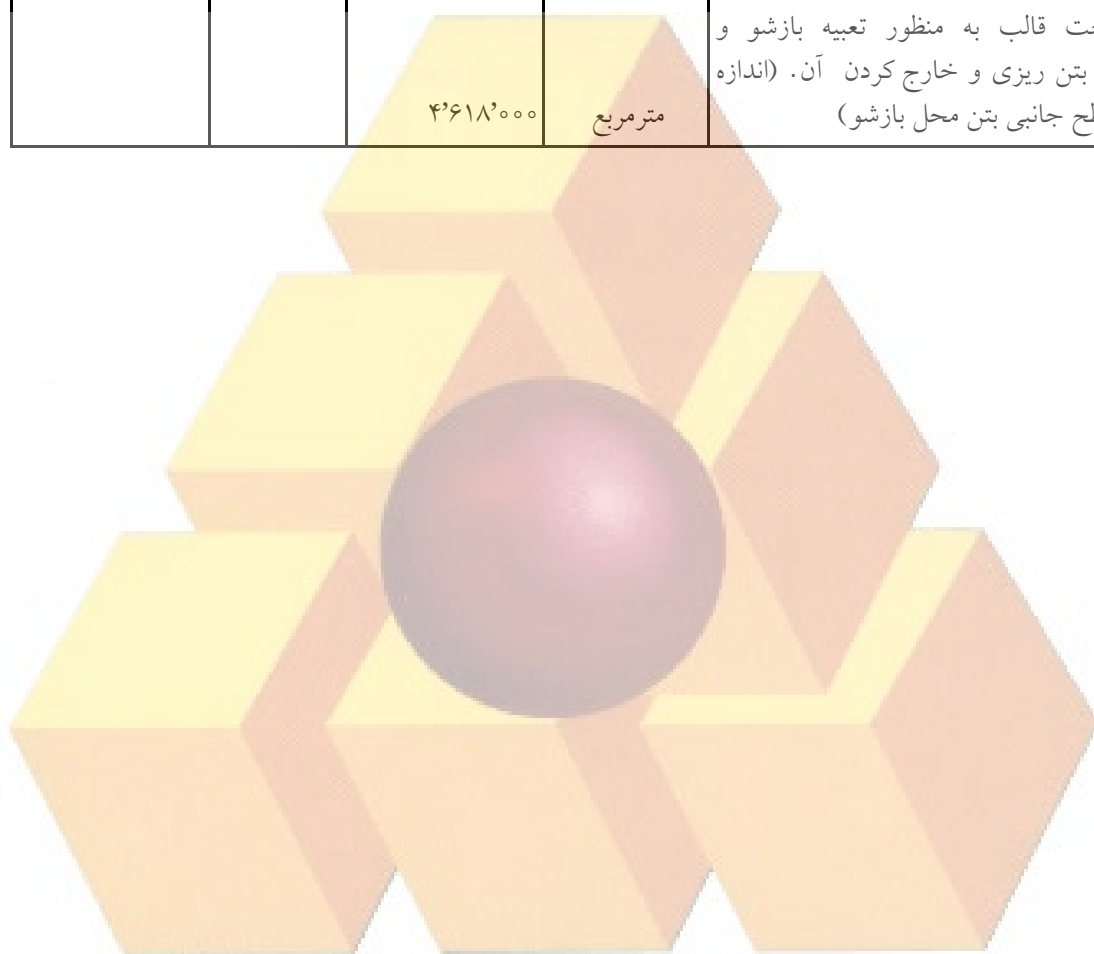 قالب به منظور تعبیه بازشو و
بتن ریزی و خارج کردن آن. (اندازه
جانبی بتن محل بازشو)
مترمربع
۴٬۶۱۸٬۰۰۰